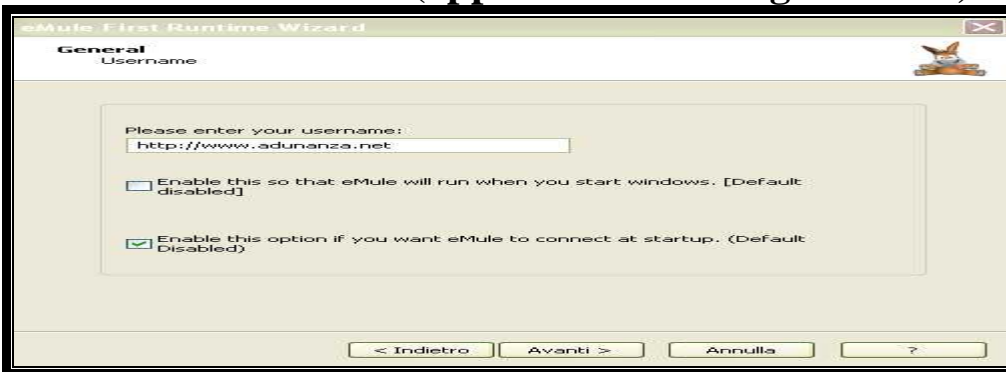 eMule First Runtime Wizard
General
Username
Please enter your username:
http://www.adunanza.net
Enable this so that eMule will run when you start windows. [Default
disabled]
Enable this option if you want eMule to connect at startup. (Default
Disabled)
< Indietro
Avanti >
Annulla
?